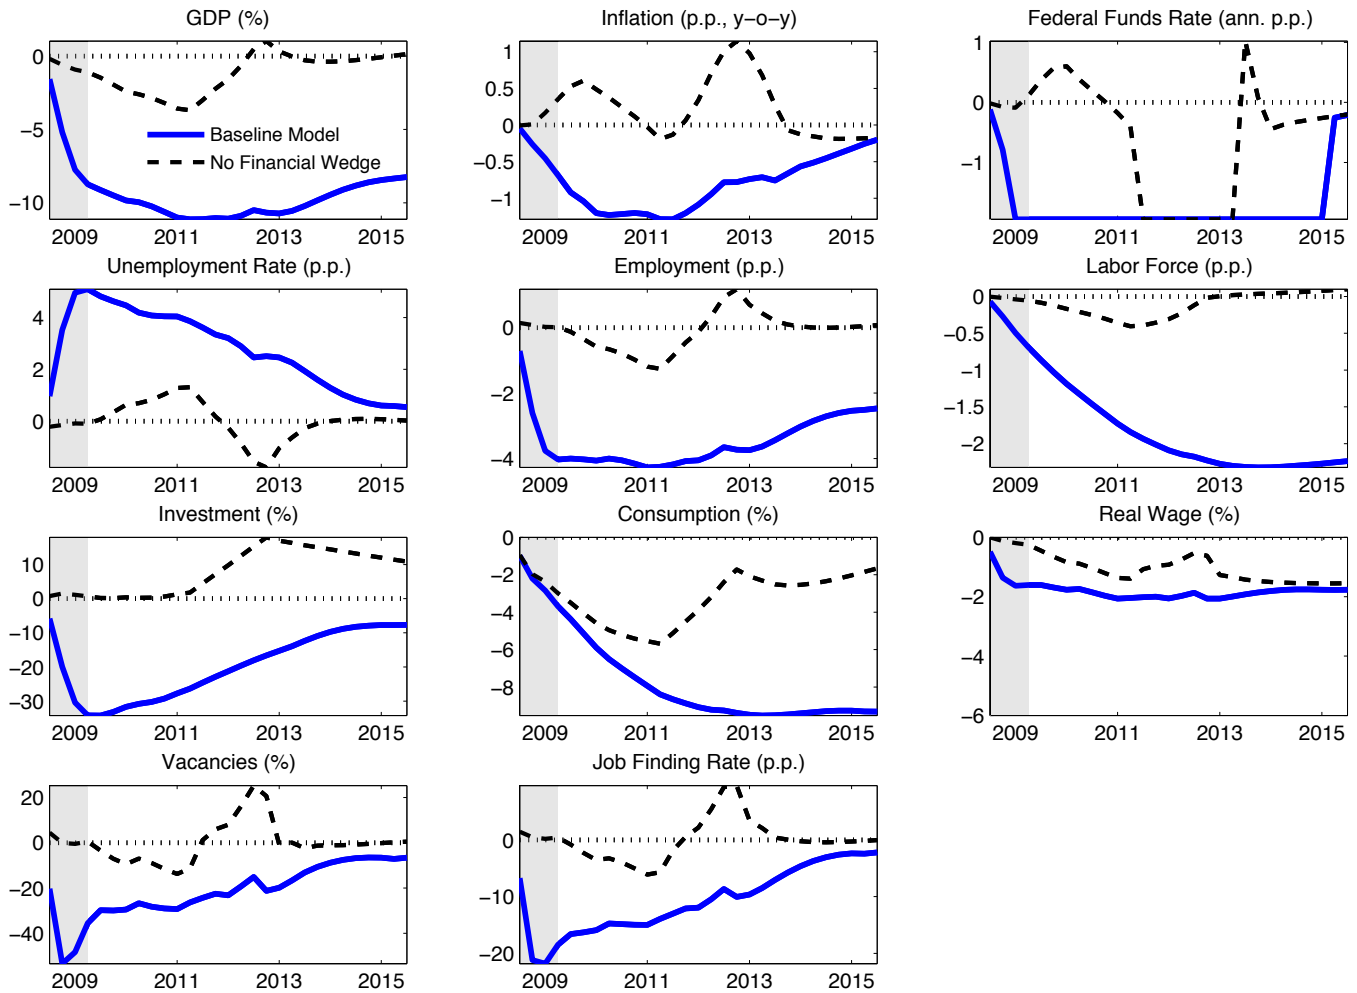 GDP (%)
0
−5
−10
Baseline Model
No Financial Wedge
2009 2011 2013 2015
Inflation (p.p., y−o−y)
1
0.5
0
−0.5
−1
2009 2011 2013 2015
Federal Funds Rate (ann. p.p.)
1
0
−1
2009 2011 2013 2015
Unemployment Rate (p.p.)
4
2
0
2009 2011 2013 2015
Employment (p.p.)
0
−2
−4
2009 2011 2013 2015
Labor Force (p.p.)
0
−0.5
−1
−1.5
−2
2009 2011 2013 2015
Investment (%)
10
0
−10
−20
−30
2009 2011 2013 2015
Consumption (%)
0
−2
−4
−6
−8
2009 2011 2013 2015
Real Wage (%)
0
−2
−4
−6
2009 2011 2013 2015
Vacancies (%)
20
0
−20
−40
2009 2011 2013 2015
Job Finding Rate (p.p.)
0
−10
−20
2009 2011 2013 2015